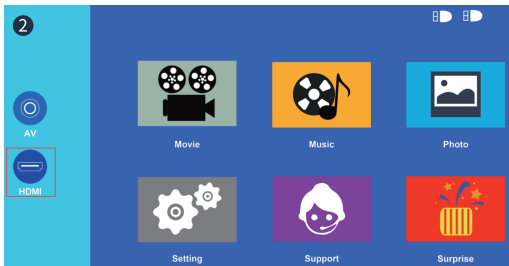 2
AV
HDMI
Movie Music Photo
Setting Support Surprise